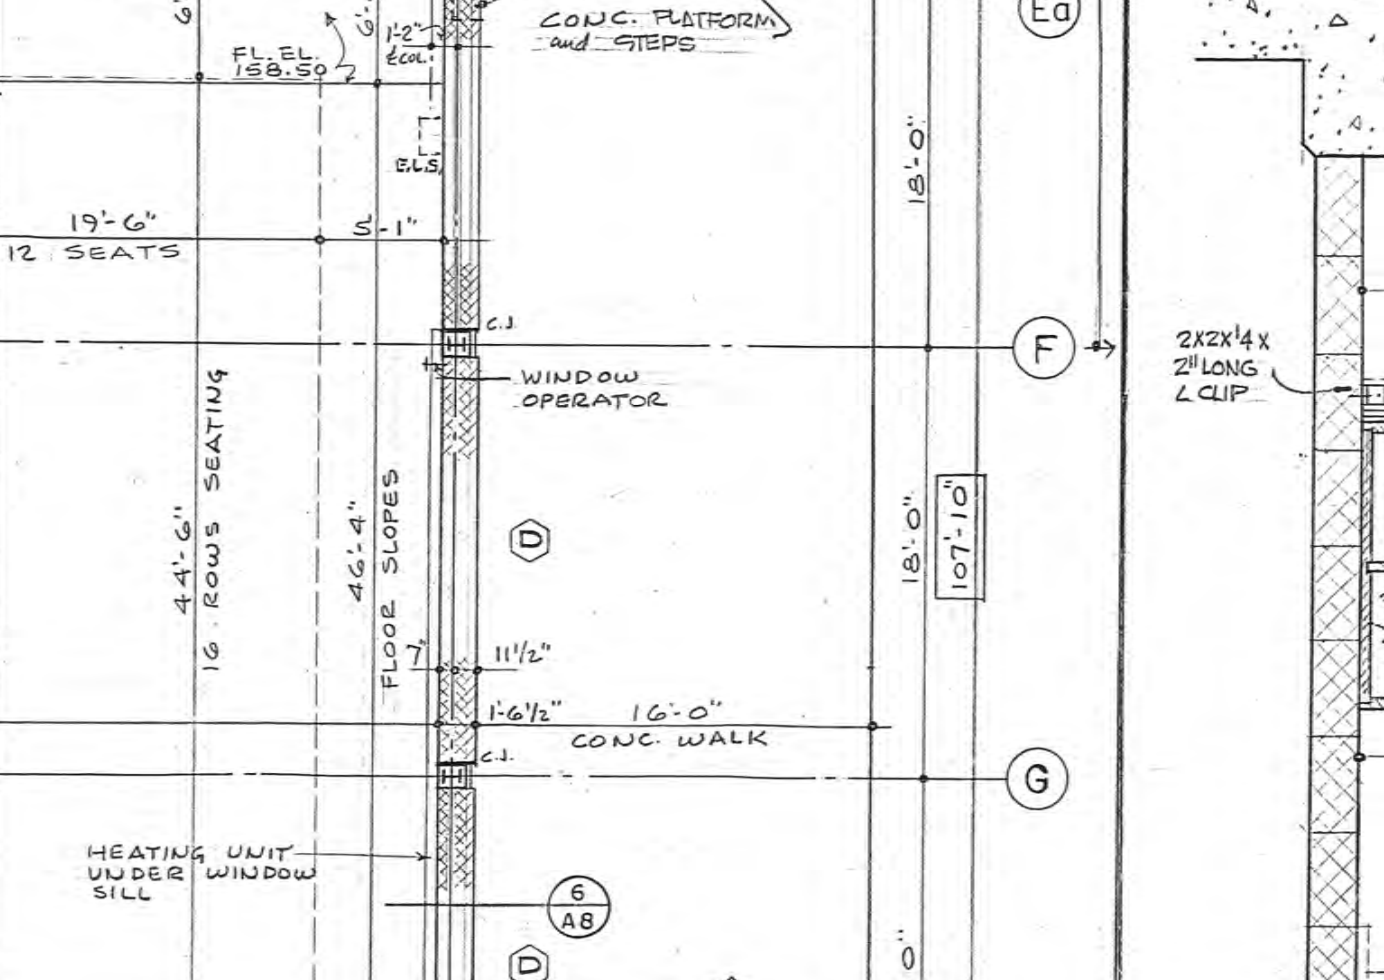 CONC. PLATFORM
and STEPS
Ea
1'-2"
₵ COL.
FL. EL.
158.50
E.L.S.
18'-0"
19'-6"
12 SEATS
5'-1"
C.J.
F
2X2X¼ X
2" LONG
∠ CLIP
WINDOW
OPERATOR
16 ROWS SEATING
44'-6"
46'-4"
FLOOR SLOPES
D
18'-0"
107'-10"
7"
11½"
1'-6½"
16'-0"
CONC. WALK
C.J.
G
HEATING UNIT
UNDER WINDOW
SILL
6
A8
D
0"